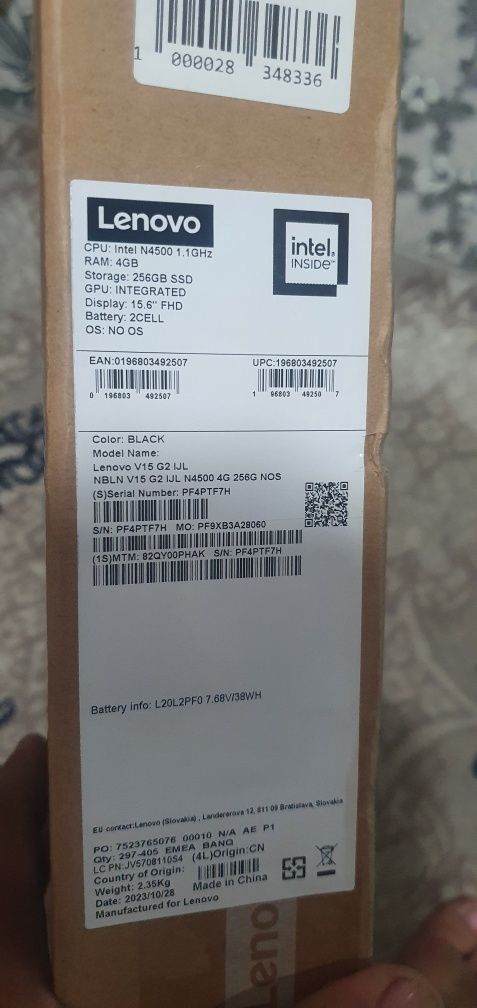 1 000028 348336
Lenovo
intel.
INSIDE™
CPU: Intel N4500 1.1GHz
RAM: 4GB
Storage: 256GB SSD
GPU: INTEGRATED
Display: 15.6" FHD
Battery: 2CELL
OS: NO OS
EAN:0196803492507 UPC:196803492507
0 196803 492507 1 96803 49250 7
Color: BLACK
Model Name:
Lenovo V15 G2 IJL
NBLN V15 G2 IJL N4500 4G 256G NOS
(S)Serial Number: PF4PTF7H
S/N: PF4PTF7H MO: PF9XB3A28060
(1S)MTM: 82QY00PHAK S/N: PF4PTF7H
Battery info: L20L2PF0 7.68V/38WH
EU contact:Lenovo (Slovakia) , Landererova 12, 811 09 Bratislava, Slovakia
PO: 7523765076 00010 N/A AE P1
Qty: 297-405 EMEA BANQ
LC PN:JV5708110S4 (4L)Origin:CN
Country of Origin:
Weight: 2.35Kg Made in China
Date: 2023/10/28
Manufactured for Lenovo
enovo